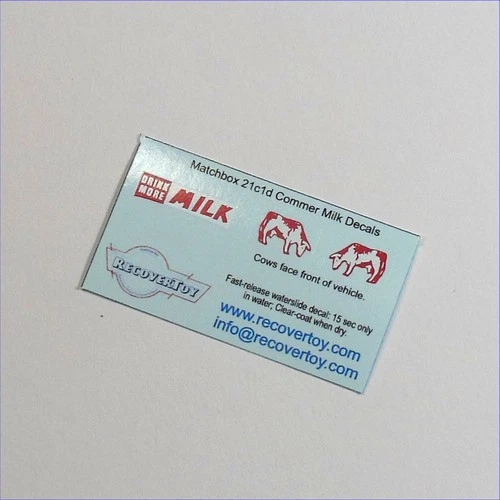 Matchbox 21c1d Commer Milk Decals
DRINK
MORE
MILK
Cows face front of vehicle.
RECOVERTOY
Fast-release waterslide decal: 15 sec only
in water; Clear-coat when dry.
www.recovertoy.com
info@recovertoy.com